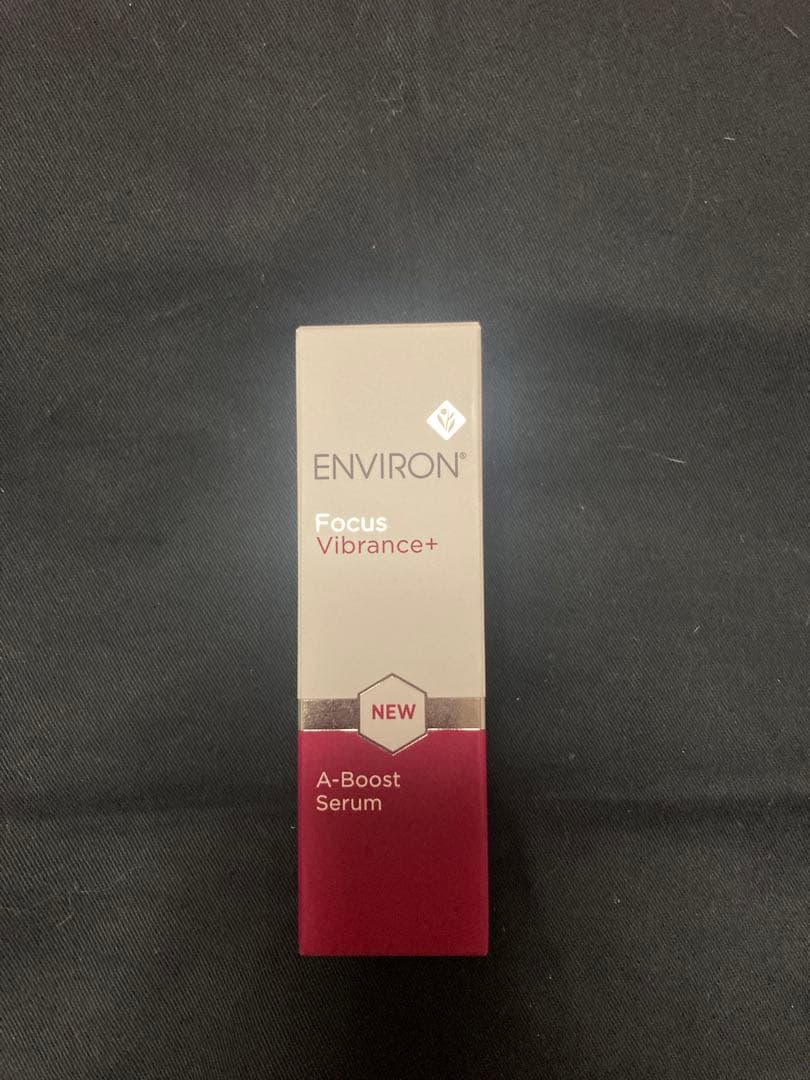 ENVIRON®
Focus
Vibrance+
NEW
A-Boost
Serum